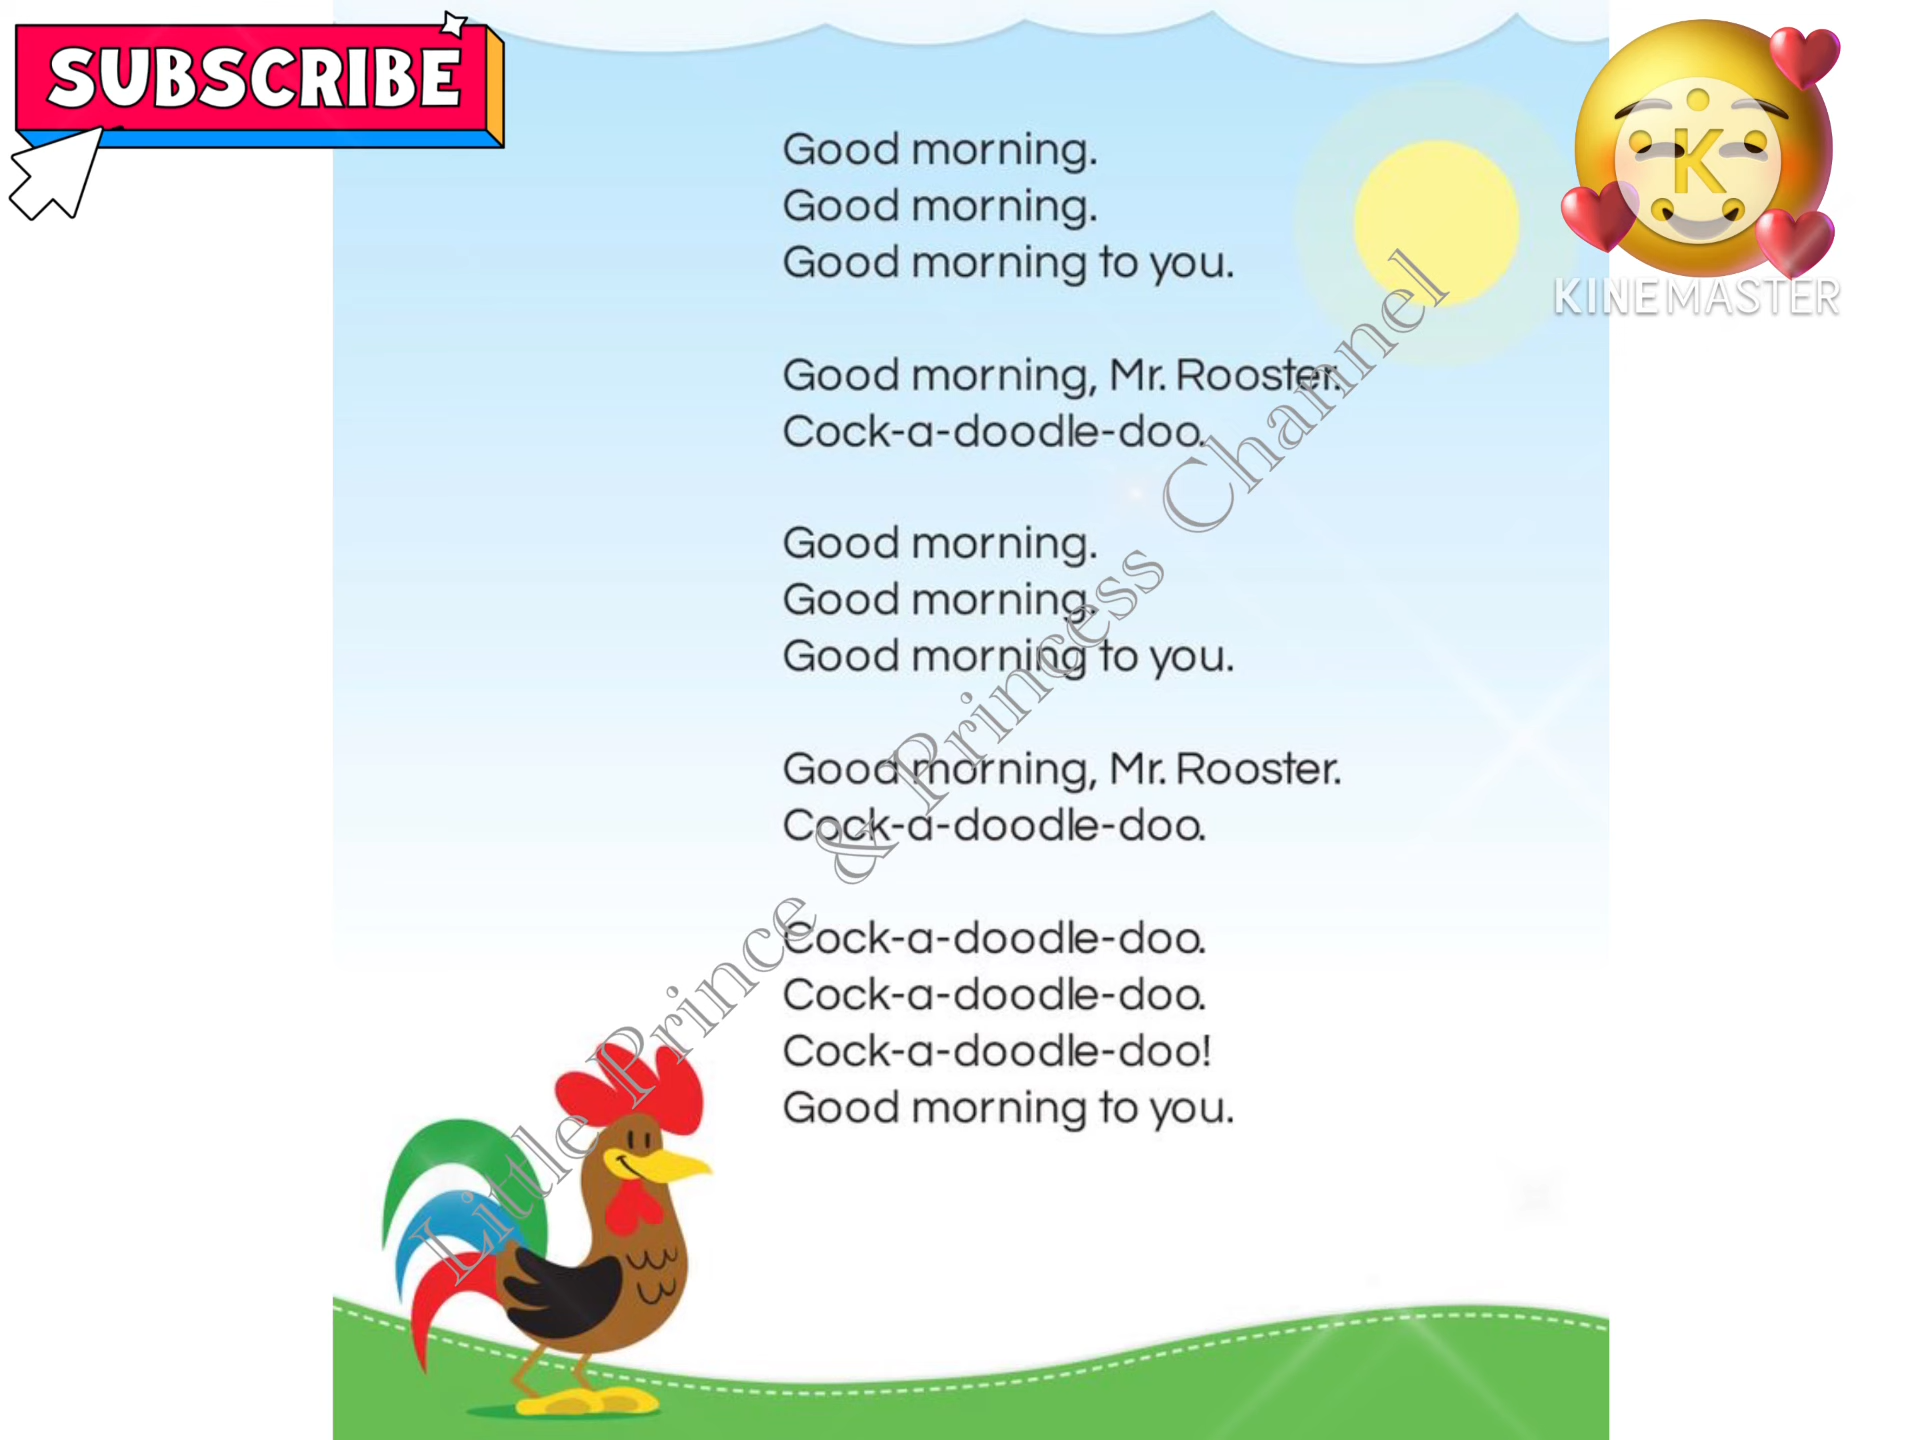 SUBSCRIBE
K
KINEMASTER
Good morning.
Good morning.
Good morning to you.
Good morning, Mr. Rooster.
Cock-a-doodle-doo.
Good morning.
Good morning.
Good morning to you.
Good morning, Mr. Rooster.
Cock-a-doodle-doo.
Cock-a-doodle-doo.
Cock-a-doodle-doo.
Cock-a-doodle-doo!
Good morning to you.
Little Prince & Princess Channel